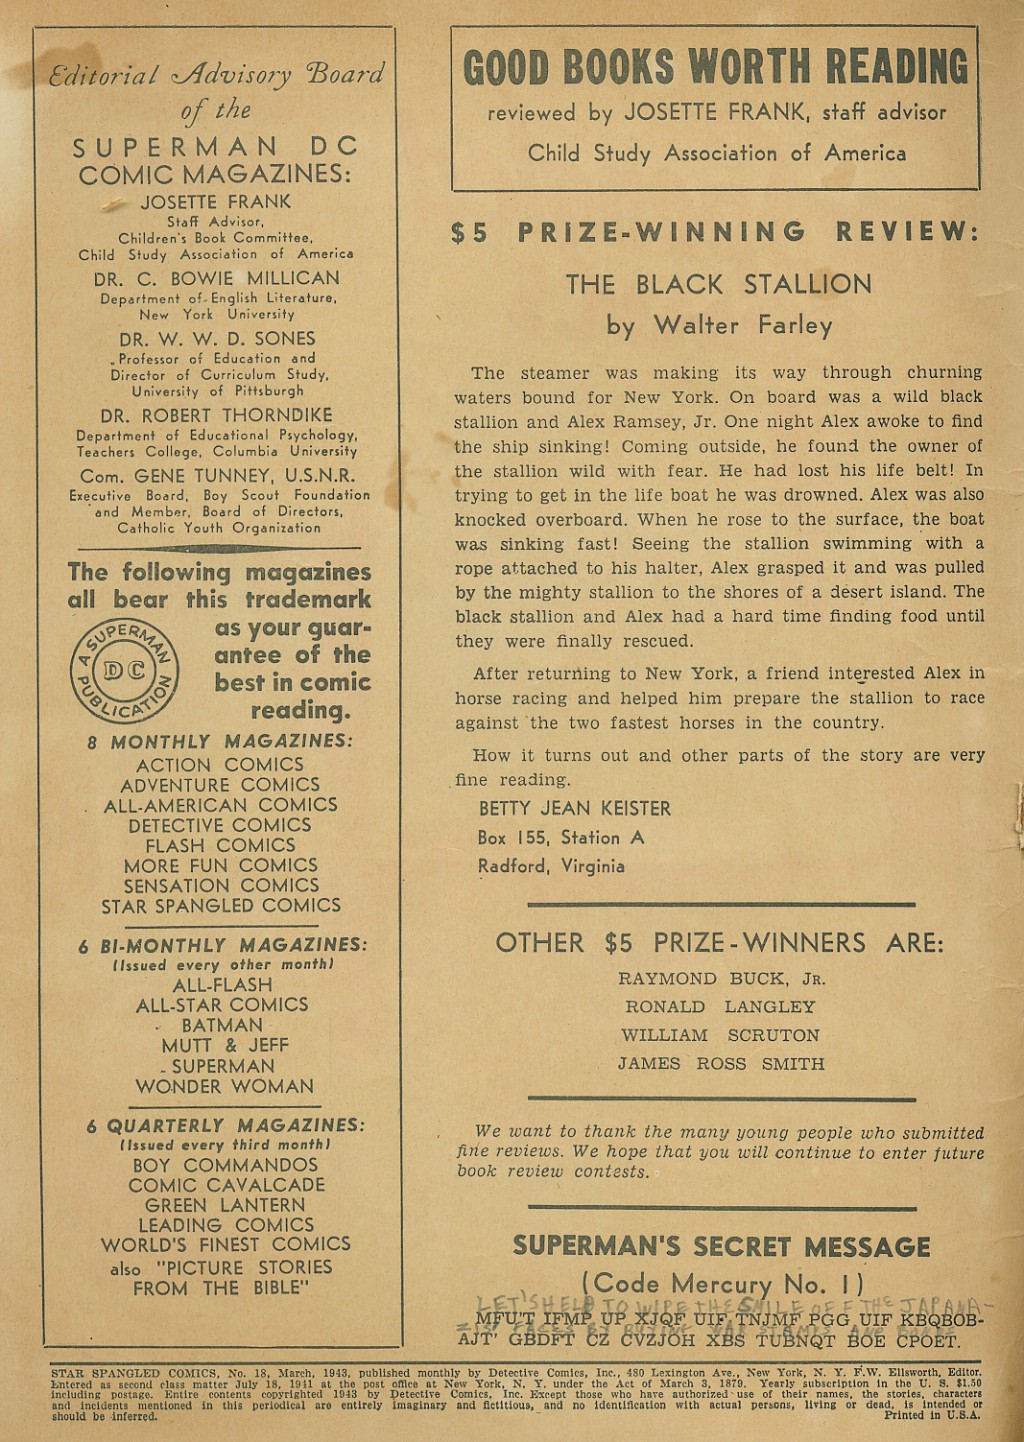 Editorial Advisory Board
of the
SUPERMAN DC
COMIC MAGAZINES:
JOSETTE FRANK
Staff Advisor,
Children's Book Committee,
Child Study Association of America
DR. C. BOWIE MILLICAN
Department of English Literature,
New York University
DR. W. W. D. SONES
Professor of Education and
Director of Curriculum Study,
University of Pittsburgh
DR. ROBERT THORNDIKE
Department of Educational Psychology,
Teachers College, Columbia University
Com. GENE TUNNEY, U.S.N.R.
Executive Board, Boy Scout Foundation
and Member, Board of Directors,
Catholic Youth Organization
The following magazines
all bear this trademark
as your guar-
antee of the
best in comic
reading.
A SUPERMAN
DC
PUBLICATION
8 MONTHLY MAGAZINES:
ACTION COMICS
ADVENTURE COMICS
ALL-AMERICAN COMICS
DETECTIVE COMICS
FLASH COMICS
MORE FUN COMICS
SENSATION COMICS
STAR SPANGLED COMICS
6 BI-MONTHLY MAGAZINES:
(Issued every other month)
ALL-FLASH
ALL-STAR COMICS
BATMAN
MUTT & JEFF
SUPERMAN
WONDER WOMAN
6 QUARTERLY MAGAZINES:
(Issued every third month)
BOY COMMANDOS
COMIC CAVALCADE
GREEN LANTERN
LEADING COMICS
WORLD'S FINEST COMICS
also "PICTURE STORIES
FROM THE BIBLE"
GOOD BOOKS WORTH READING
reviewed by JOSETTE FRANK, staff advisor
Child Study Association of America
$5 PRIZE-WINNING REVIEW:
THE BLACK STALLION
by Walter Farley
The steamer was making its way through churning
waters bound for New York. On board was a wild black
stallion and Alex Ramsey, Jr. One night Alex awoke to find
the ship sinking! Coming outside, he found the owner of
the stallion wild with fear. He had lost his life belt! In
trying to get in the life boat he was drowned. Alex was also
knocked overboard. When he rose to the surface, the boat
was sinking fast! Seeing the stallion swimming with a
rope attached to his halter, Alex grasped it and was pulled
by the mighty stallion to the shores of a desert island. The
black stallion and Alex had a hard time finding food until
they were finally rescued.
After returning to New York, a friend interested Alex in
horse racing and helped him prepare the stallion to race
against the two fastest horses in the country.
How it turns out and other parts of the story are very
fine reading.
BETTY JEAN KEISTER
Box 155, Station A
Radford, Virginia
OTHER $5 PRIZE-WINNERS ARE:
RAYMOND BUCK, JR.
RONALD LANGLEY
WILLIAM SCRUTON
JAMES ROSS SMITH
We want to thank the many young people who submitted
fine reviews. We hope that you will continue to enter future
book review contests.
SUPERMAN'S SECRET MESSAGE
(Code Mercury No. 1)
LET'S HELP TO WIPE THE SMILE OFF THE JAPANA-
MFU'T IFMP UP XJQF UIF TNJMF PGG UIF KBQBOB-
FACES BY BUYING WAR STAMPS AND BONDS
AJT' GBDFT CZ CVZJOH XBS TUBNQT BOE CPOET.
STAR SPANGLED COMICS, No. 18, March, 1943, published monthly by Detective Comics, Inc., 480 Lexington Ave., New York, N. Y. F.W. Ellsworth, Editor.
Entered as second class matter July 18, 1941 at the post office at New York, N. Y. under the Act of March 3, 1879. Yearly subscription in the U. S. $1.50
including postage. Entire contents copyrighted 1943 by Detective Comics, Inc. Except those who have authorized use of their names, the stories, characters
and incidents mentioned in this periodical are entirely imaginary and fictitious, and no identification with actual persons, living or dead, is intended or
should be inferred.
Printed in U.S.A.